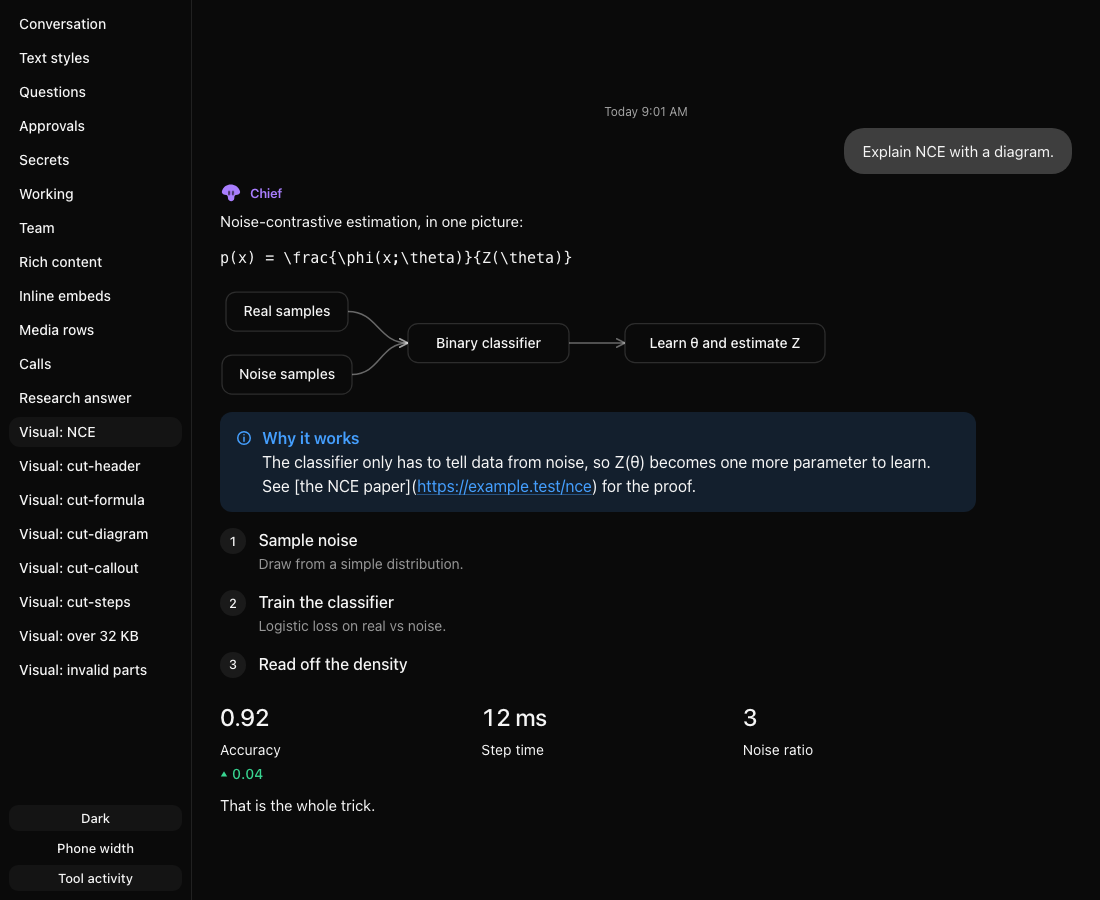 Conversation
Text styles
Questions
Approvals
Secrets
Working
Team
Rich content
Inline embeds
Media rows
Calls
Research answer
Visual: NCE
Visual: cut-header
Visual: cut-formula
Visual: cut-diagram
Visual: cut-callout
Visual: cut-steps
Visual: over 32 KB
Visual: invalid parts
Dark
Phone width
Tool activity
Today 9:01 AM
Explain NCE with a diagram.
Chief
Noise-contrastive estimation, in one picture:
p(x) = \frac{\phi(x;\theta)}{Z(\theta)}
Real samples
Noise samples
Binary classifier
Learn θ and estimate Z
Why it works
The classifier only has to tell data from noise, so Z(θ) becomes one more parameter to learn.
See [the NCE paper](https://example.test/nce) for the proof.
1 Sample noise
Draw from a simple distribution.
2 Train the classifier
Logistic loss on real vs noise.
3 Read off the density
0.92 12 ms 3
Accuracy Step time Noise ratio
▲ 0.04
That is the whole trick.